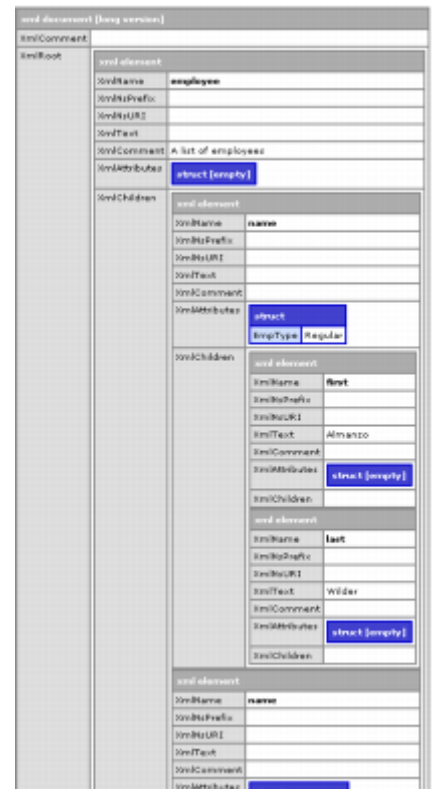 xml document [long version]
XmlComment
XmlRoot
xml element
XmlName employee
XmlNsPrefix
XmlNsURI
XmlText
XmlComment A list of employees
XmlAttributes
struct [empty]
XmlChildren
xml element
XmlName name
XmlNsPrefix
XmlNsURI
XmlText
XmlComment
XmlAttributes
struct
EmpType Regular
XmlChildren
xml element
XmlName first
XmlNsPrefix
XmlNsURI
XmlText Almanzo
XmlComment
XmlAttributes
struct [empty]
XmlChildren
xml element
XmlName last
XmlNsPrefix
XmlNsURI
XmlText Wilder
XmlComment
XmlAttributes
struct [empty]
XmlChildren
xml element
XmlName name
XmlNsPrefix
XmlNsURI
XmlText
XmlComment
XmlAttributes